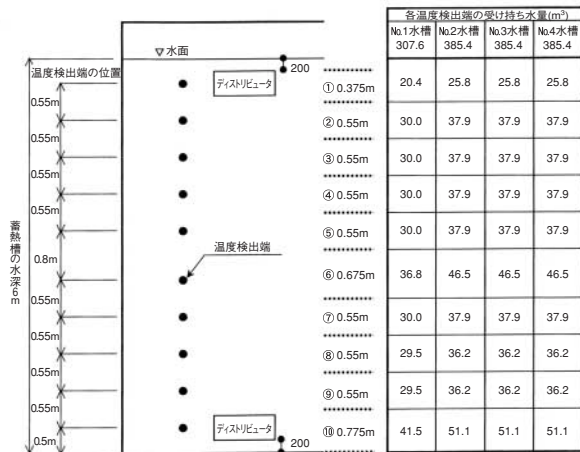 各温度検出端の受け持ち水量(m³)
No.1水槽 No.2水槽 No.3水槽 No.4水槽
307.6 385.4 385.4 385.4
▽水面
200
温度検出端の位置
ディストリビュータ
① 0.375m 20.4 25.8 25.8 25.8
0.55m
② 0.55m 30.0 37.9 37.9 37.9
0.55m
③ 0.55m 30.0 37.9 37.9 37.9
0.55m
④ 0.55m 30.0 37.9 37.9 37.9
0.55m
⑤ 0.55m 30.0 37.9 37.9 37.9
蓄熱槽の水深6m
0.8m
温度検出端
⑥ 0.675m 36.8 46.5 46.5 46.5
0.55m
⑦ 0.55m 30.0 37.9 37.9 37.9
0.55m
⑧ 0.55m 29.5 36.2 36.2 36.2
0.55m
⑨ 0.55m 29.5 36.2 36.2 36.2
0.55m
ディストリビュータ
⑩ 0.775m 41.5 51.1 51.1 51.1
0.5m
200